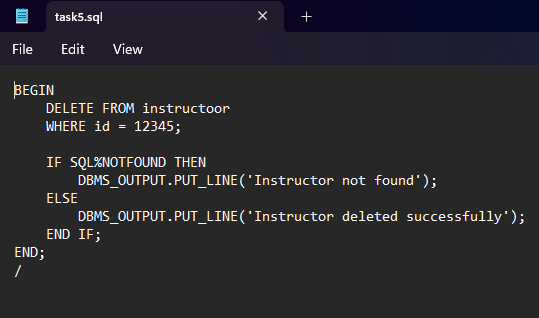 task5.sql
File Edit View
BEGIN
    DELETE FROM instructoor
    WHERE id = 12345;

    IF SQL%NOTFOUND THEN
        DBMS_OUTPUT.PUT_LINE('Instructor not found');
    ELSE
        DBMS_OUTPUT.PUT_LINE('Instructor deleted successfully');
    END IF;
END;
/